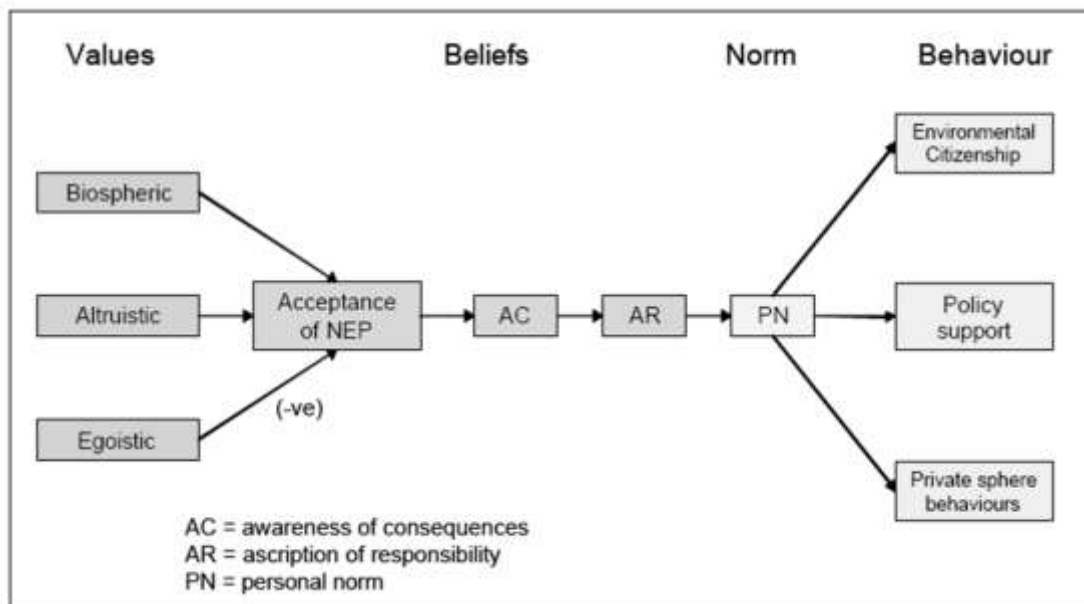 Values
Beliefs
Norm
Behaviour
Environmental
Citizenship
Biospheric
Altruistic
Acceptance
of NEP
AC
AR
PN
Policy
support
(-ve)
Egoistic
Private sphere
behaviours
AC = awareness of consequences
AR = ascription of responsibility
PN = personal norm